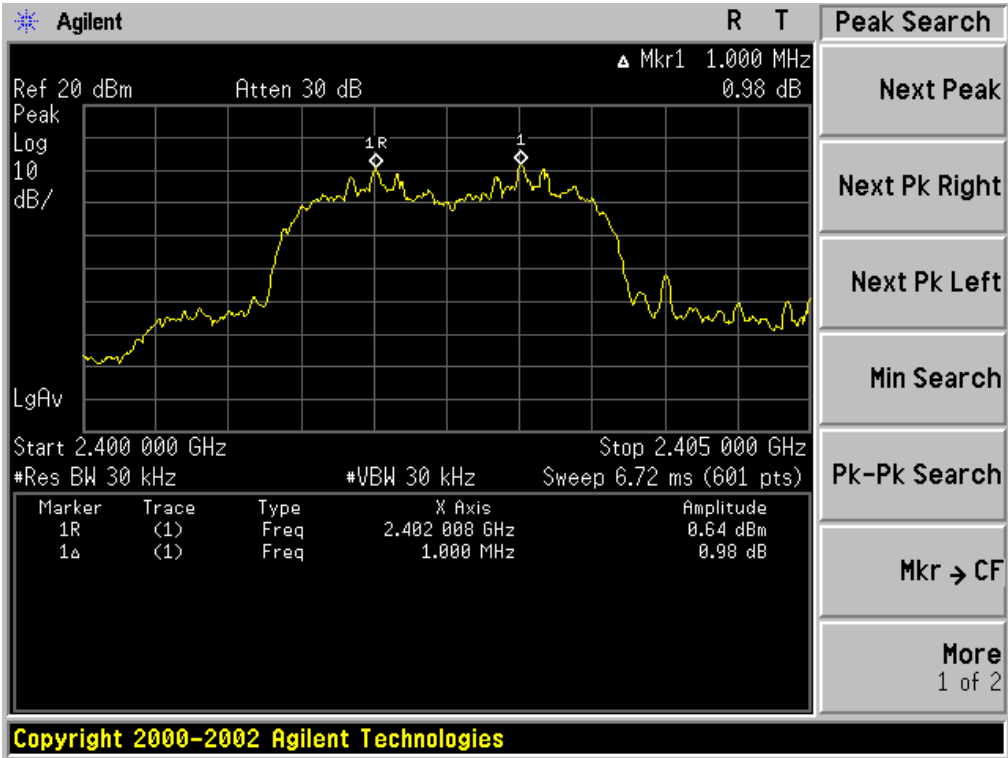 Agilent R T
Peak Search
Δ Mkr1 1.000 MHz
Ref 20 dBm Atten 30 dB 0.98 dB
Peak
Log
10
dB/
1R 1
LgAv
Start 2.400 000 GHz Stop 2.405 000 GHz
#Res BW 30 kHz #VBW 30 kHz Sweep 6.72 ms (601 pts)
Marker Trace Type X Axis Amplitude
1R (1) Freq 2.402 008 GHz 0.64 dBm
1Δ (1) Freq 1.000 MHz 0.98 dB
Next Peak
Next Pk Right
Next Pk Left
Min Search
Pk-Pk Search
Mkr → CF
More
1 of 2
Copyright 2000-2002 Agilent Technologies